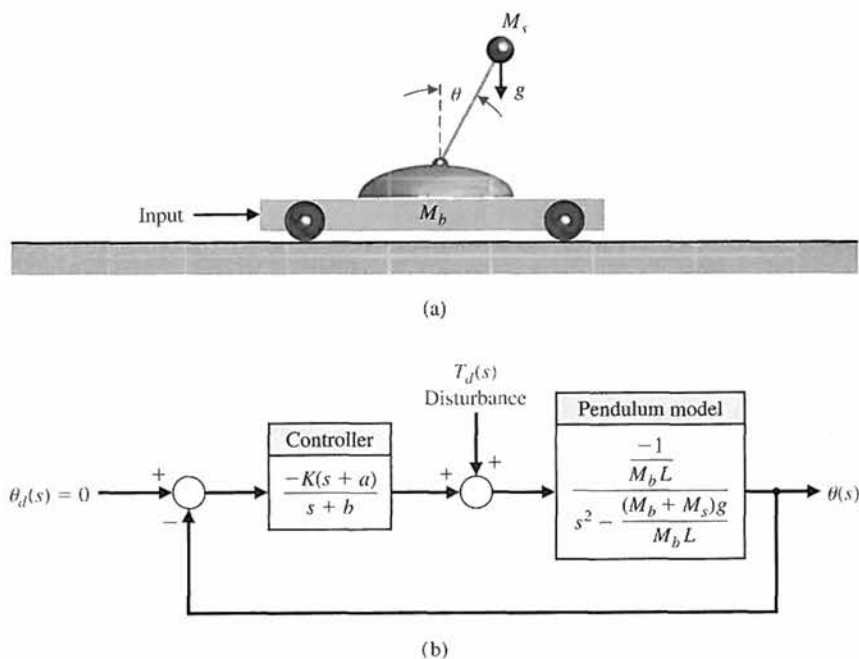 M_s
θ
g
Input
M_b
(a)
T_d(s)
Disturbance
Pendulum model
Controller
-1
M_b L
-K(s + a)
s + b
+
+
+
θ_d(s) = 0
θ(s)
s² - (M_b + M_s)g
M_b L
−
(b)